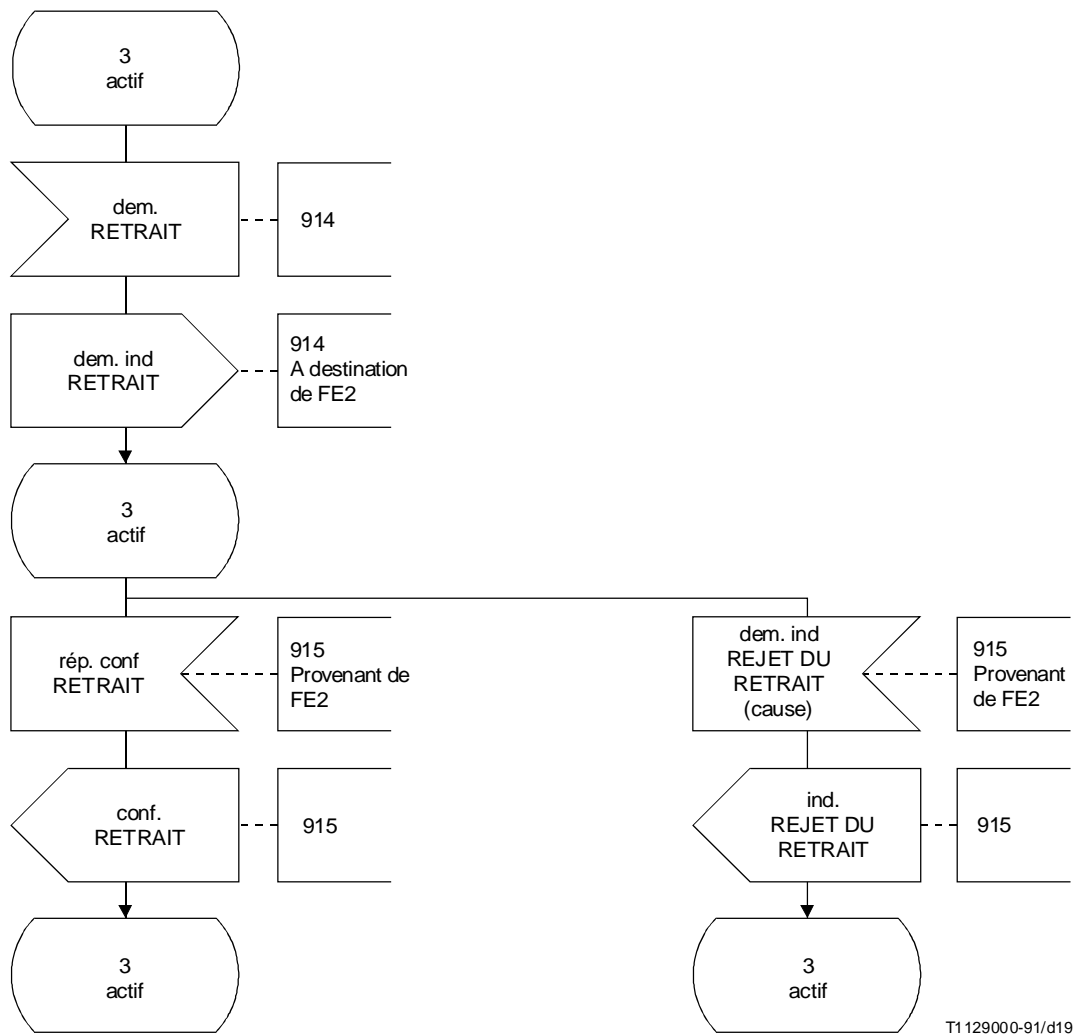 3
actif
dem.
RETRAIT
914
dem. ind
RETRAIT
914
A destination
de FE2
3
actif
rép. conf
RETRAIT
915
Provenant de
FE2
dem. ind
REJET DU
RETRAIT
(cause)
915
Provenant
de FE2
conf.
RETRAIT
915
ind.
REJET DU
RETRAIT
915
3
actif
3
actif
T1129000-91/d19